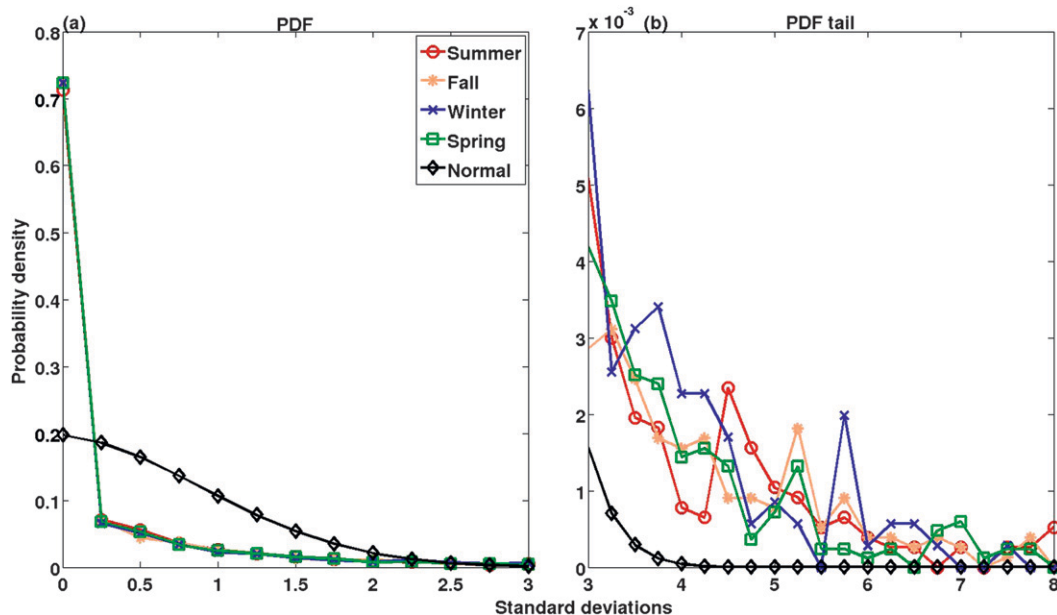 (a) PDF
0.8
0.7
0.6
0.5
0.4
0.3
0.2
0.1
0
Probability density
Summer
Fall
Winter
Spring
Normal
0 0.5 1 1.5 2 2.5 3
x 10⁻³ (b) PDF tail
7
6
5
4
3
2
1
0
3 4 5 6 7 8
Standard deviations